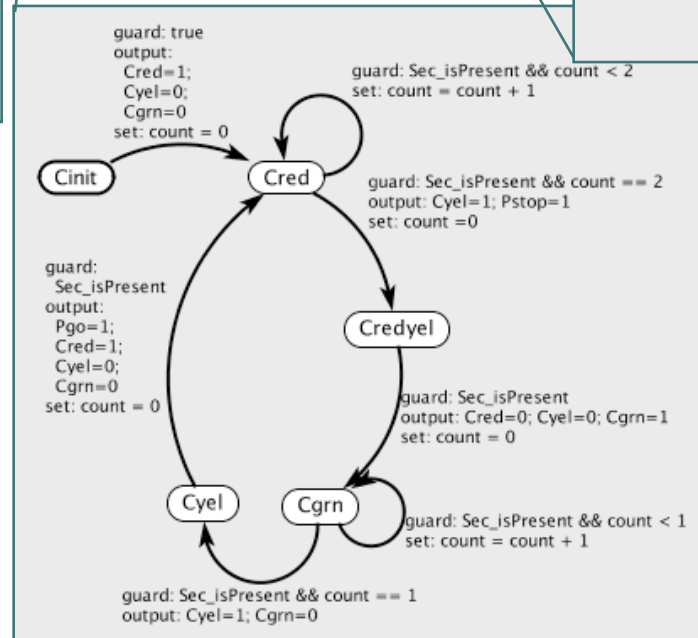 guard: true
output:
Cred=1;
Cyel=0;
Cgrn=0
set: count = 0
guard: Sec_isPresent && count < 2
set: count = count + 1
Cinit
Cred
guard: Sec_isPresent && count == 2
output: Cyel=1; Pstop=1
set: count =0
guard:
Sec_isPresent
output:
Pgo=1;
Cred=1;
Cyel=0;
Cgrn=0
set: count = 0
Credyel
guard: Sec_isPresent
output: Cred=0; Cyel=0; Cgrn=1
set: count = 0
Cyel
Cgrn
guard: Sec_isPresent && count < 1
set: count = count + 1
guard: Sec_isPresent && count == 1
output: Cyel=1; Cgrn=0